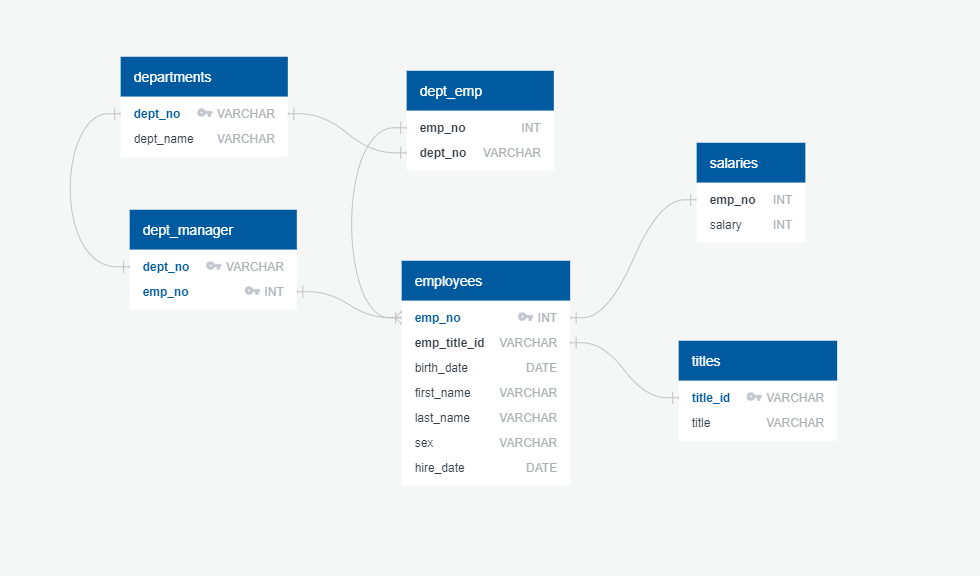 departments
dept_no VARCHAR
dept_name VARCHAR
dept_emp
emp_no INT
dept_no VARCHAR
salaries
emp_no INT
salary INT
dept_manager
dept_no VARCHAR
emp_no INT
employees
emp_no INT
emp_title_id VARCHAR
birth_date DATE
first_name VARCHAR
last_name VARCHAR
sex VARCHAR
hire_date DATE
titles
title_id VARCHAR
title VARCHAR